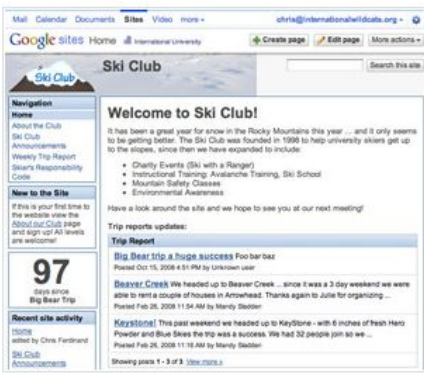 Mail Calendar Documents Sites Video more
chris@internationalwildcats.org
Google sites Home International University
Create page Edit page More actions
Ski Club
Ski Club
Search this site
Navigation
Home
About the Club
Ski Club
Announcements
Weekly Trip Report
Skier's Responsibility
Code
New to the Site
If this is your first time to
the website view the
About our Club page
and sign up! All levels
are welcome!
97
days since
Big Bear Trip
Recent site activity
Home
edited by Chris Ferdinand
Ski Club
Announcements
Welcome to Ski Club!
It has been a great year for snow in the Rocky Mountains this year ... and it only seems
to be getting better. The Ski Club was founded in 1996 to help university skiers get up
to the slopes, since then we have expanded to include:
• Charity Events (Ski with a Ranger)
• Instructional Training: Avalanche Training, Ski School
• Mountain Safety Classes
• Environmental Awareness
Have a look around the site and we hope to see you at our next meeting!
Trip reports updates:
Trip Report
Big Bear trip a huge success Foo bar baz
Posted Oct 15, 2008 4:51 PM by Unknown user
Beaver Creek We headed up to Beaver Creek ... since it was a 3 day weekend we were
able to rent a couple of houses in Arrowhead. Thanks again to Julie for organizing ...
Posted Feb 26, 2008 11:54 AM by Mandy Sladden
Keystone! This past weekend we headed up to KeyStone - with 6 inches of fresh Hero
Powder and Blue Skies the trip was a success. We had 32 people join so we ...
Posted Feb 26, 2008 11:16 AM by Mandy Sladden
Showing posts 1 - 3 of 3 View more »